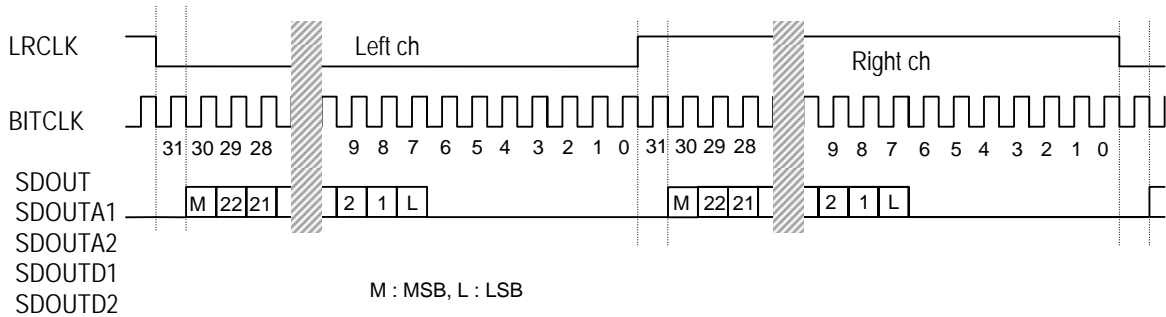 LRCLK
Left ch
Right ch
BITCLK
31 30 29 28 9 8 7 6 5 4 3 2 1 0 31 30 29 28 9 8 7 6 5 4 3 2 1 0
SDOUT
SDOUTA1
M 22 21 2 1 L M 22 21 2 1 L
SDOUTA2
SDOUTD1
SDOUTD2
M : MSB, L : LSB